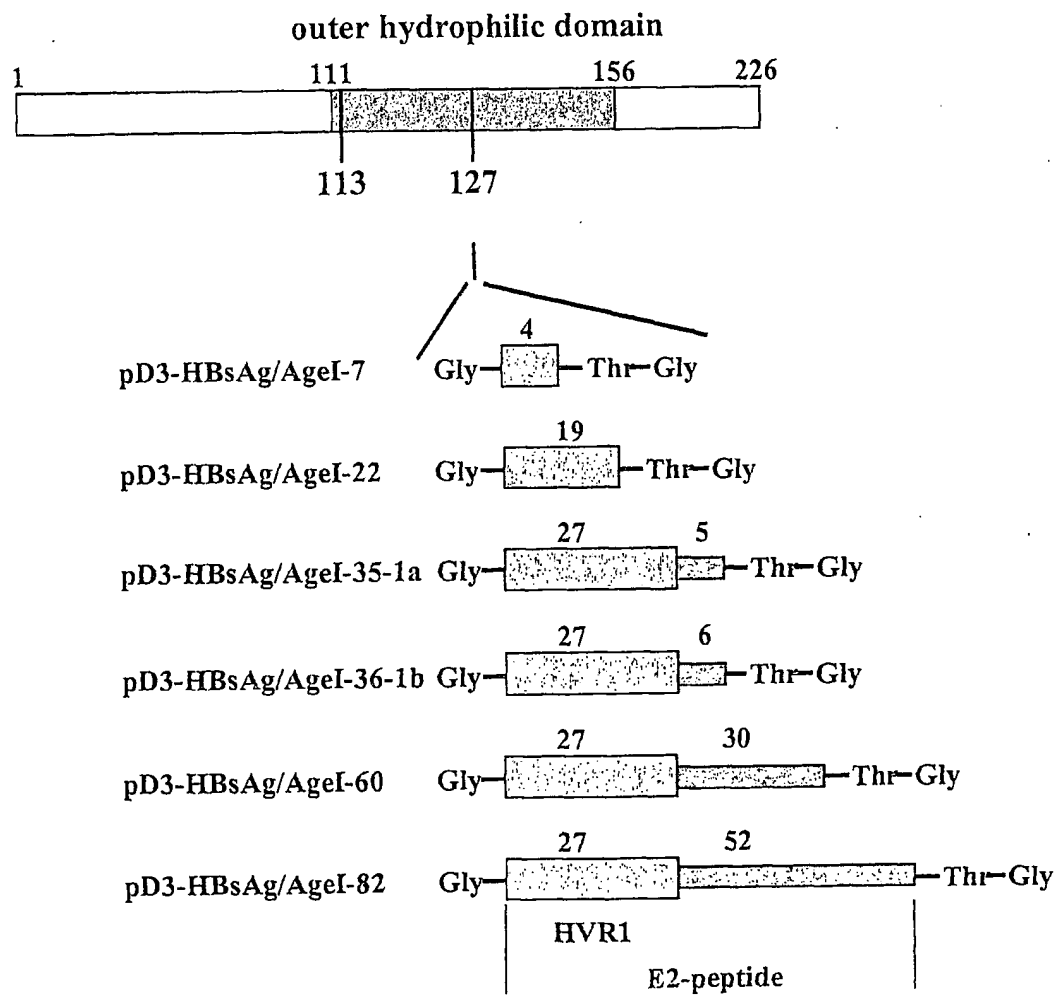 outer hydrophilic domain
1 111 156 226
113 127
4
pD3-HBsAg/AgeI-7 Gly Thr Gly
19
pD3-HBsAg/AgeI-22 Gly Thr Gly
27 5
pD3-HBsAg/AgeI-35-1a Gly Thr Gly
27 6
pD3-HBsAg/AgeI-36-1b Gly Thr Gly
27 30
pD3-HBsAg/AgeI-60 Gly Thr Gly
27 52
pD3-HBsAg/AgeI-82 Gly Thr Gly
HVR1
E2-peptide